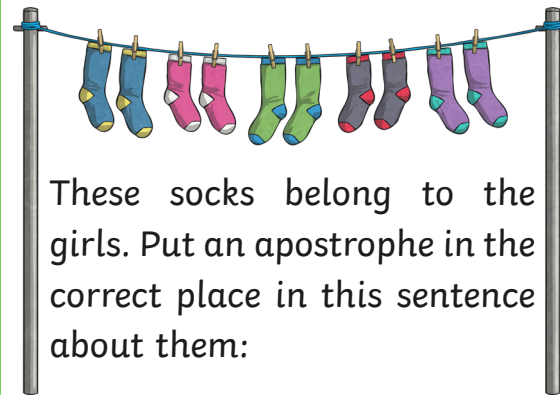 These socks belong to the
girls. Put an apostrophe in the
correct place in this sentence
about them: